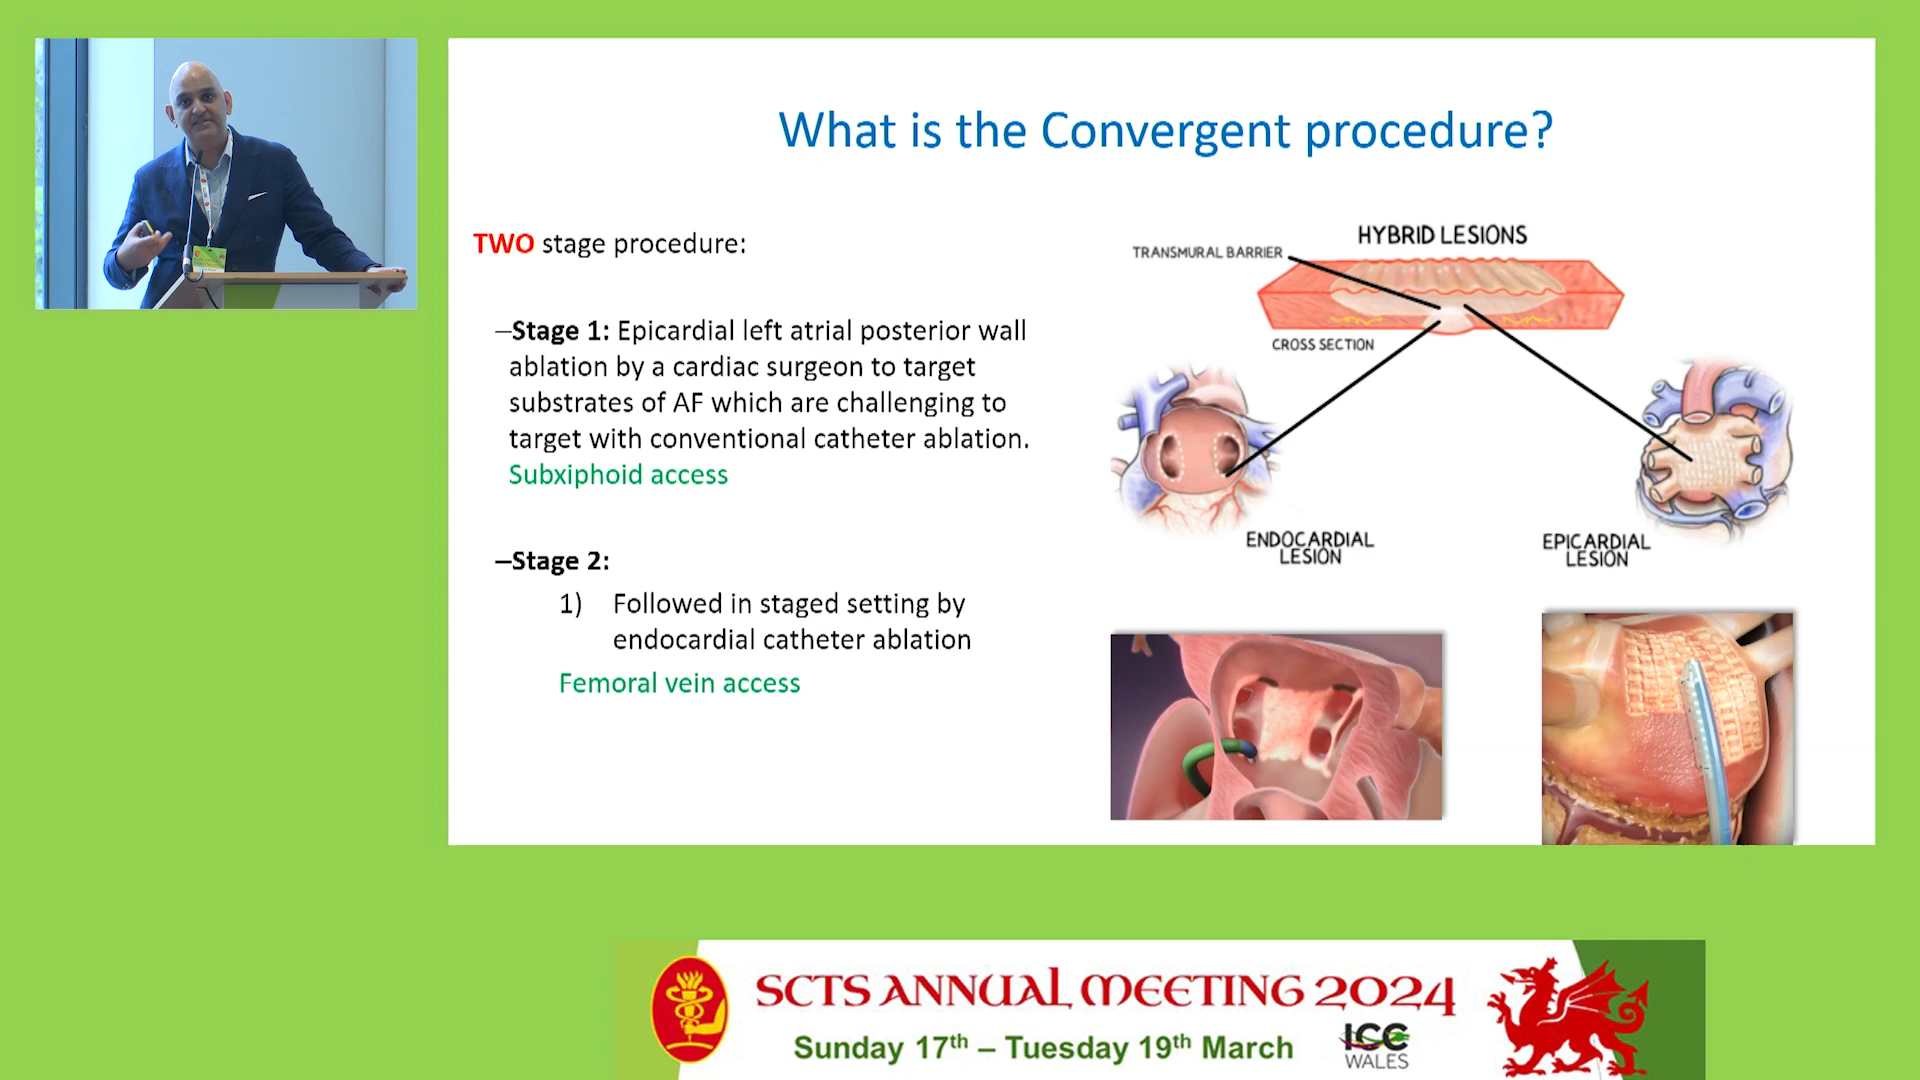 What is the Convergent procedure?
TWO stage procedure:
–Stage 1: Epicardial left atrial posterior wall
ablation by a cardiac surgeon to target
substrates of AF which are challenging to
target with conventional catheter ablation.
Subxiphoid access
–Stage 2:
1) Followed in staged setting by
endocardial catheter ablation
Femoral vein access
HYBRID LESIONS
TRANSMURAL BARRIER
CROSS SECTION
ENDOCARDIAL
LESION
EPICARDIAL
LESION
SCTS ANNUAL MEETING 2024
Sunday 17th – Tuesday 19th March
ICC
WALES